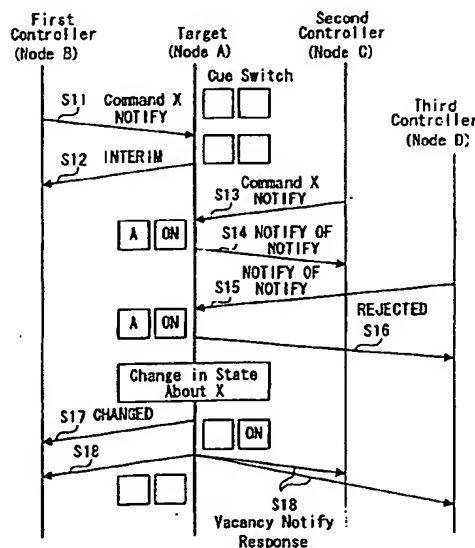 First
Controller
(Node B)
Target
(Node A)
Second
Controller
(Node C)
Third
Controller
(Node D)
Cue Switch
S11
Command X
NOTIFY
S12
INTERIM
Command X
S13
NOTIFY
A
ON
S14
NOTIFY OF
NOTIFY
NOTIFY OF
S15
NOTIFY
REJECTED
A
ON
S16
Change in State
About X
S17
CHANGED
ON
S18
S18
Vacancy Notify
Response